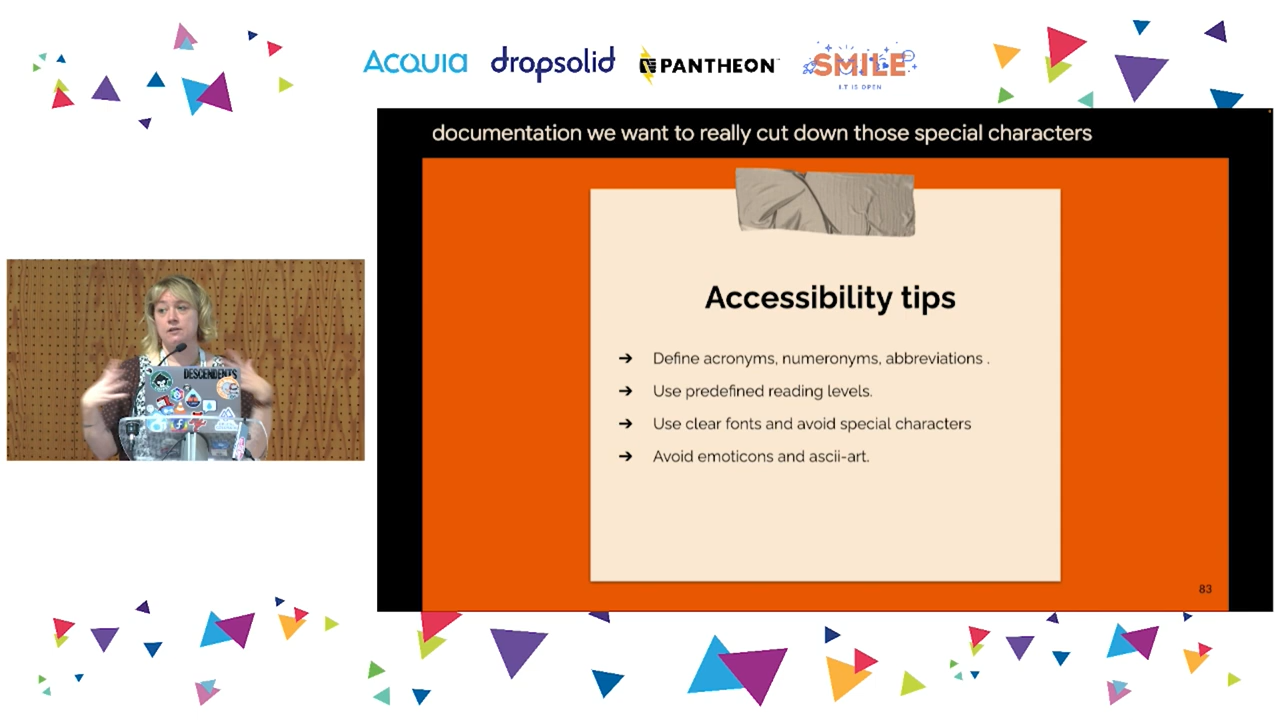 Acquia
dropsolid
PANTHEON
SMILE
I.T IS OPEN
documentation we want to really cut down those special characters
Accessibility tips
➔ Define acronyms, numeronyms, abbreviations .
➔ Use predefined reading levels.
➔ Use clear fonts and avoid special characters
➔ Avoid emoticons and ascii-art.
83
DESCENDENTS